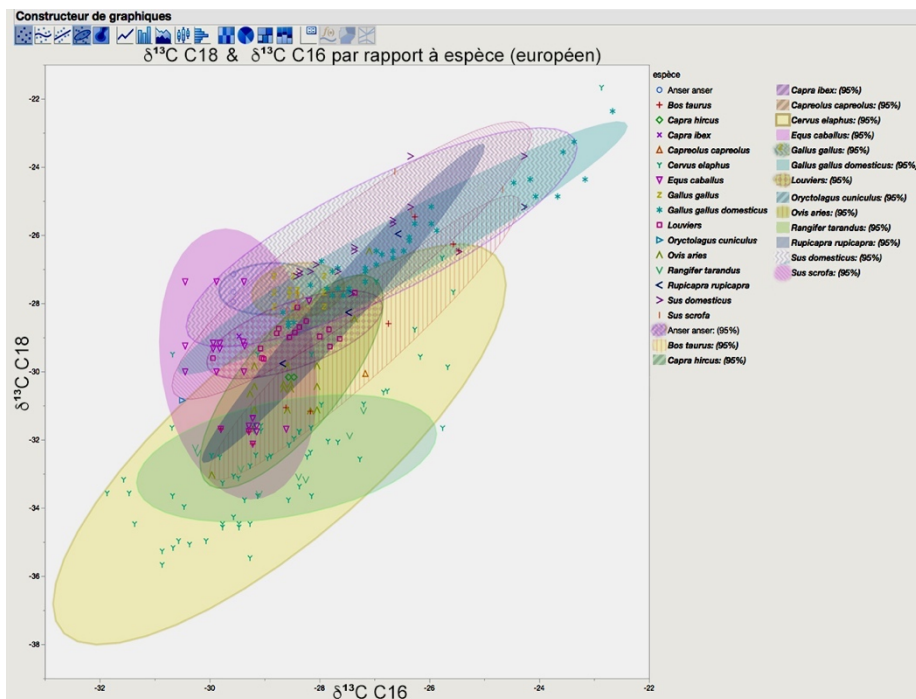 Constructeur de graphiques
δ¹³C C18 & δ¹³C C16 par rapport à espèce (européen)
-22
-24
-26
-28
-30
-32
-34
-36
-38
δ¹³C C18
-32
-30
-28
-26
-24
-22
δ¹³C C16
espèce
Anser anser
Bos taurus
Capra hircus
Capra ibex
Capreolus capreolus
Cervus elaphus
Equs caballus
Gallus gallus
Gallus gallus domesticus
Louviers
Oryctolagus cuniculus
Ovis aries
Rangifer tarandus
Rupicapra rupicapra
Sus domesticus
Sus scrofa
Anser anser: (95%)
Bos taurus: (95%)
Capra hircus: (95%)
Capra ibex: (95%)
Capreolus capreolus: (95%)
Cervus elaphus: (95%)
Equs caballus: (95%)
Gallus gallus: (95%)
Gallus gallus domesticus: (95%)
Louviers: (95%)
Oryctolagus cuniculus: (95%)
Ovis aries: (95%)
Rangifer tarandus: (95%)
Rupicapra rupicapra: (95%)
Sus domesticus: (95%)
Sus scrofa: (95%)